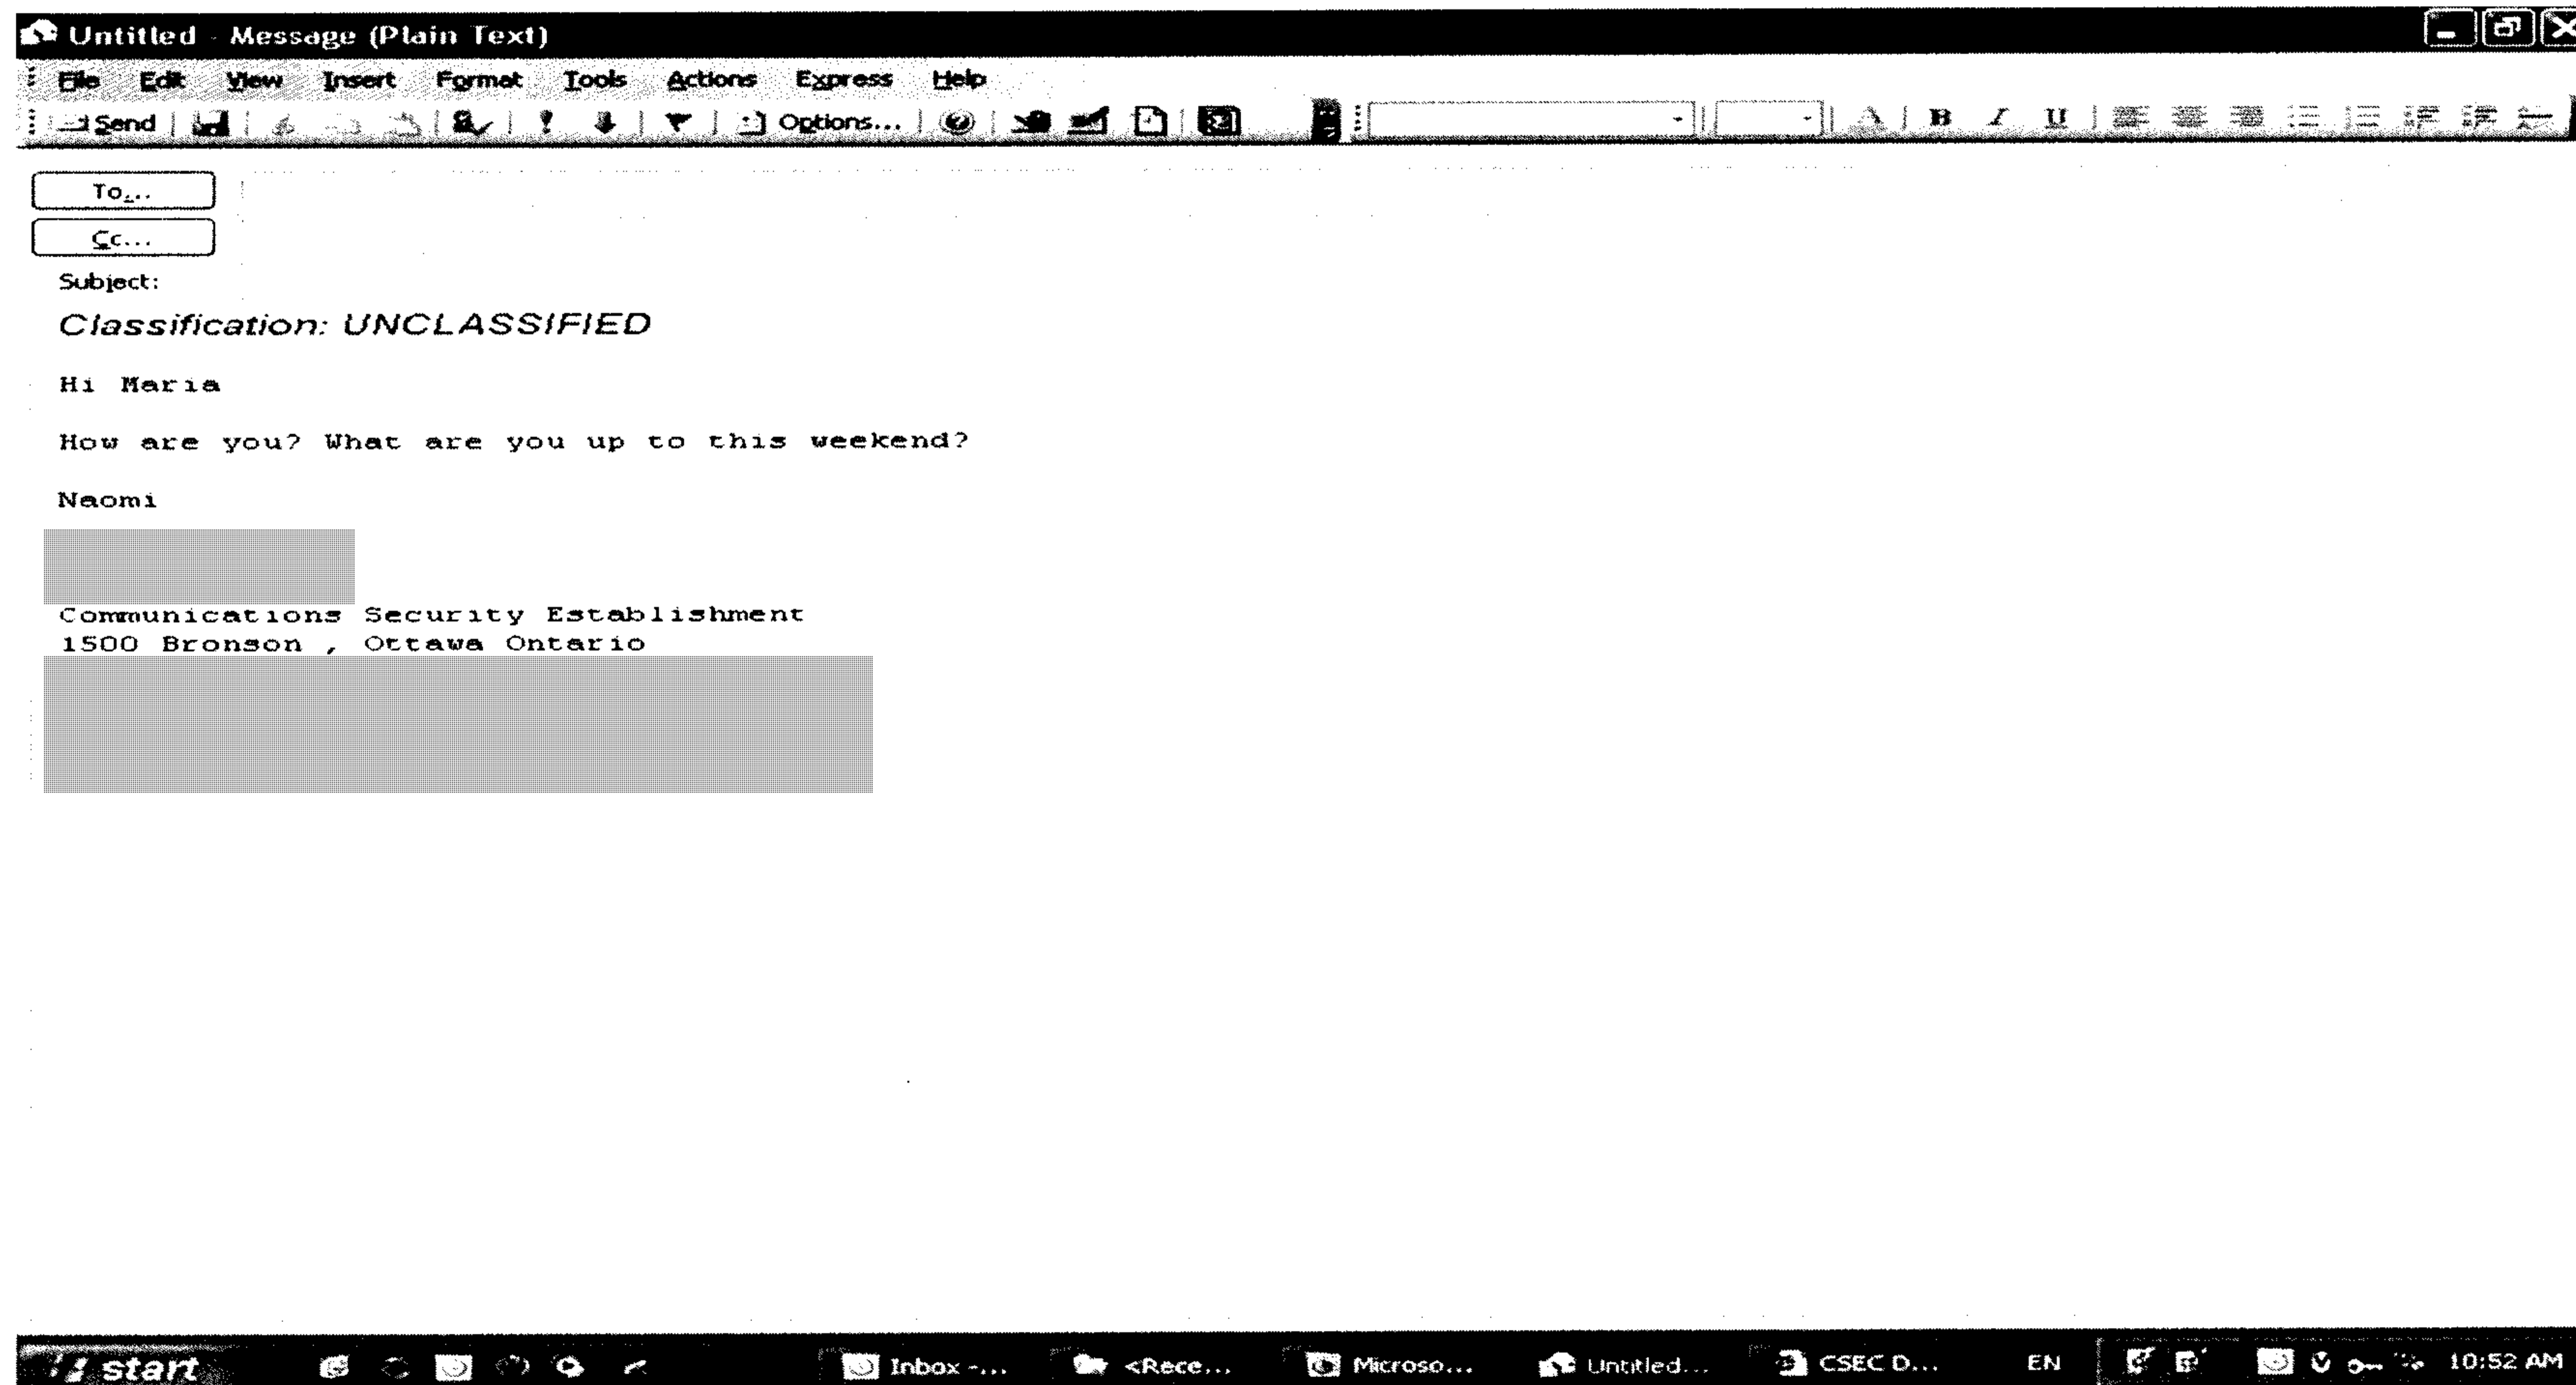 Untitled - Message (Plain Text)
File Edit View Insert Format Tools Actions Express Help
Send Options... A B I U
To...
Cc...
Subject:
Classification: UNCLASSIFIED
Hi Maria
How are you? What are you up to this weekend?
Naomi
Communications Security Establishment
1500 Bronson , Ottawa Ontario
start Inbox -... <Rece... Microso... Untitled... CSEC D... EN 10:52 AM